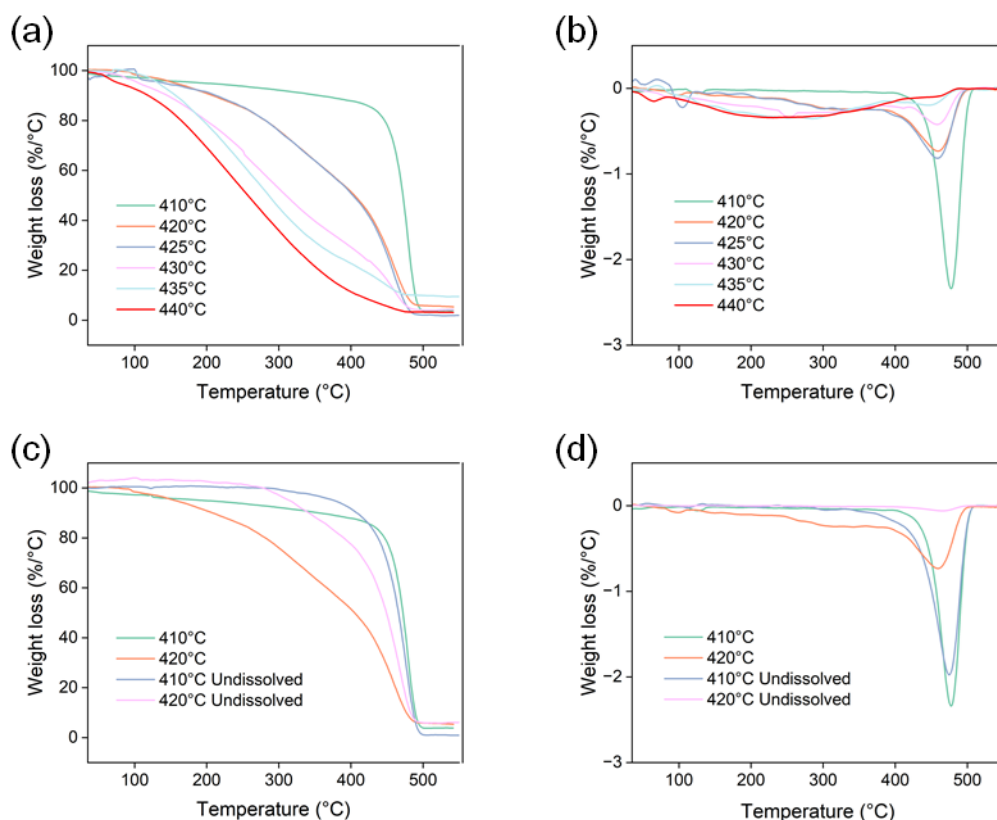 (a)
Weight loss (%/°C)
100
80
60
40
20
0
410°C
420°C
425°C
430°C
435°C
440°C
100
200
300
400
500
Temperature (°C)
(b)
Weight loss (%/°C)
0
−1
−2
−3
410°C
420°C
425°C
430°C
435°C
440°C
100
200
300
400
500
Temperature (°C)
(c)
Weight loss (%/°C)
100
80
60
40
20
0
410°C
420°C
410°C Undissolved
420°C Undissolved
100
200
300
400
500
Temperature (°C)
(d)
Weight loss (%/°C)
0
−1
−2
−3
410°C
420°C
410°C Undissolved
420°C Undissolved
100
200
300
400
500
Temperature (°C)